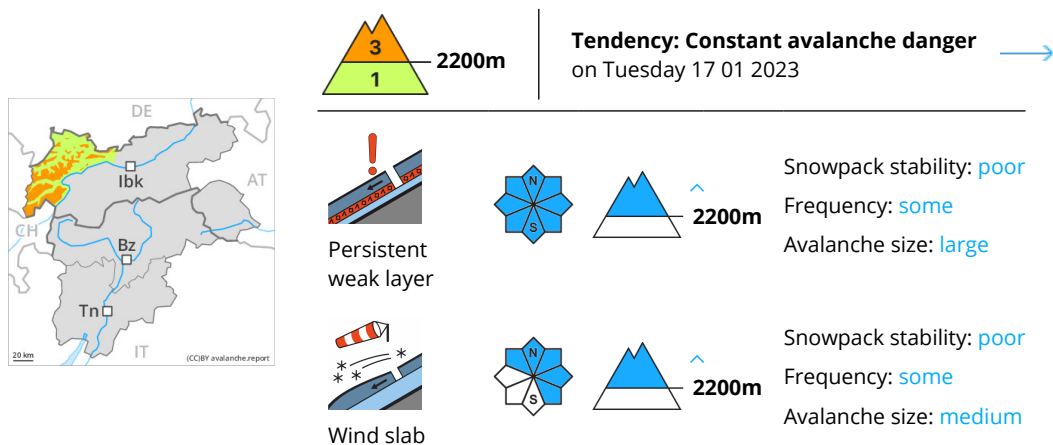 3
1
2200m
Tendency: Constant avalanche danger
on Tuesday 17 01 2023
DE
AT
CH
IT
Ibk
Bz
Tn
20 km
(CC)BY avalanche.report
Persistent
weak layer
N
S
2200m
Snowpack stability: poor
Frequency: some
Avalanche size: large
Wind slab
N
S
2200m
Snowpack stability: poor
Frequency: some
Avalanche size: medium